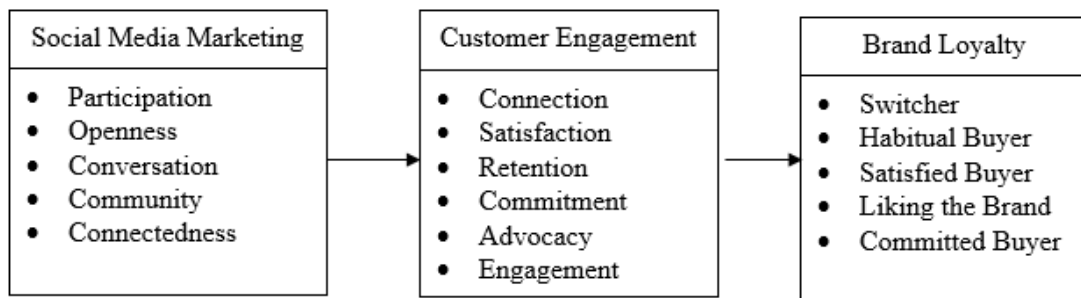 Social Media Marketing
• Participation
• Openness
• Conversation
• Community
• Connectedness
Customer Engagement
• Connection
• Satisfaction
• Retention
• Commitment
• Advocacy
• Engagement
Brand Loyalty
• Switcher
• Habitual Buyer
• Satisfied Buyer
• Liking the Brand
• Committed Buyer